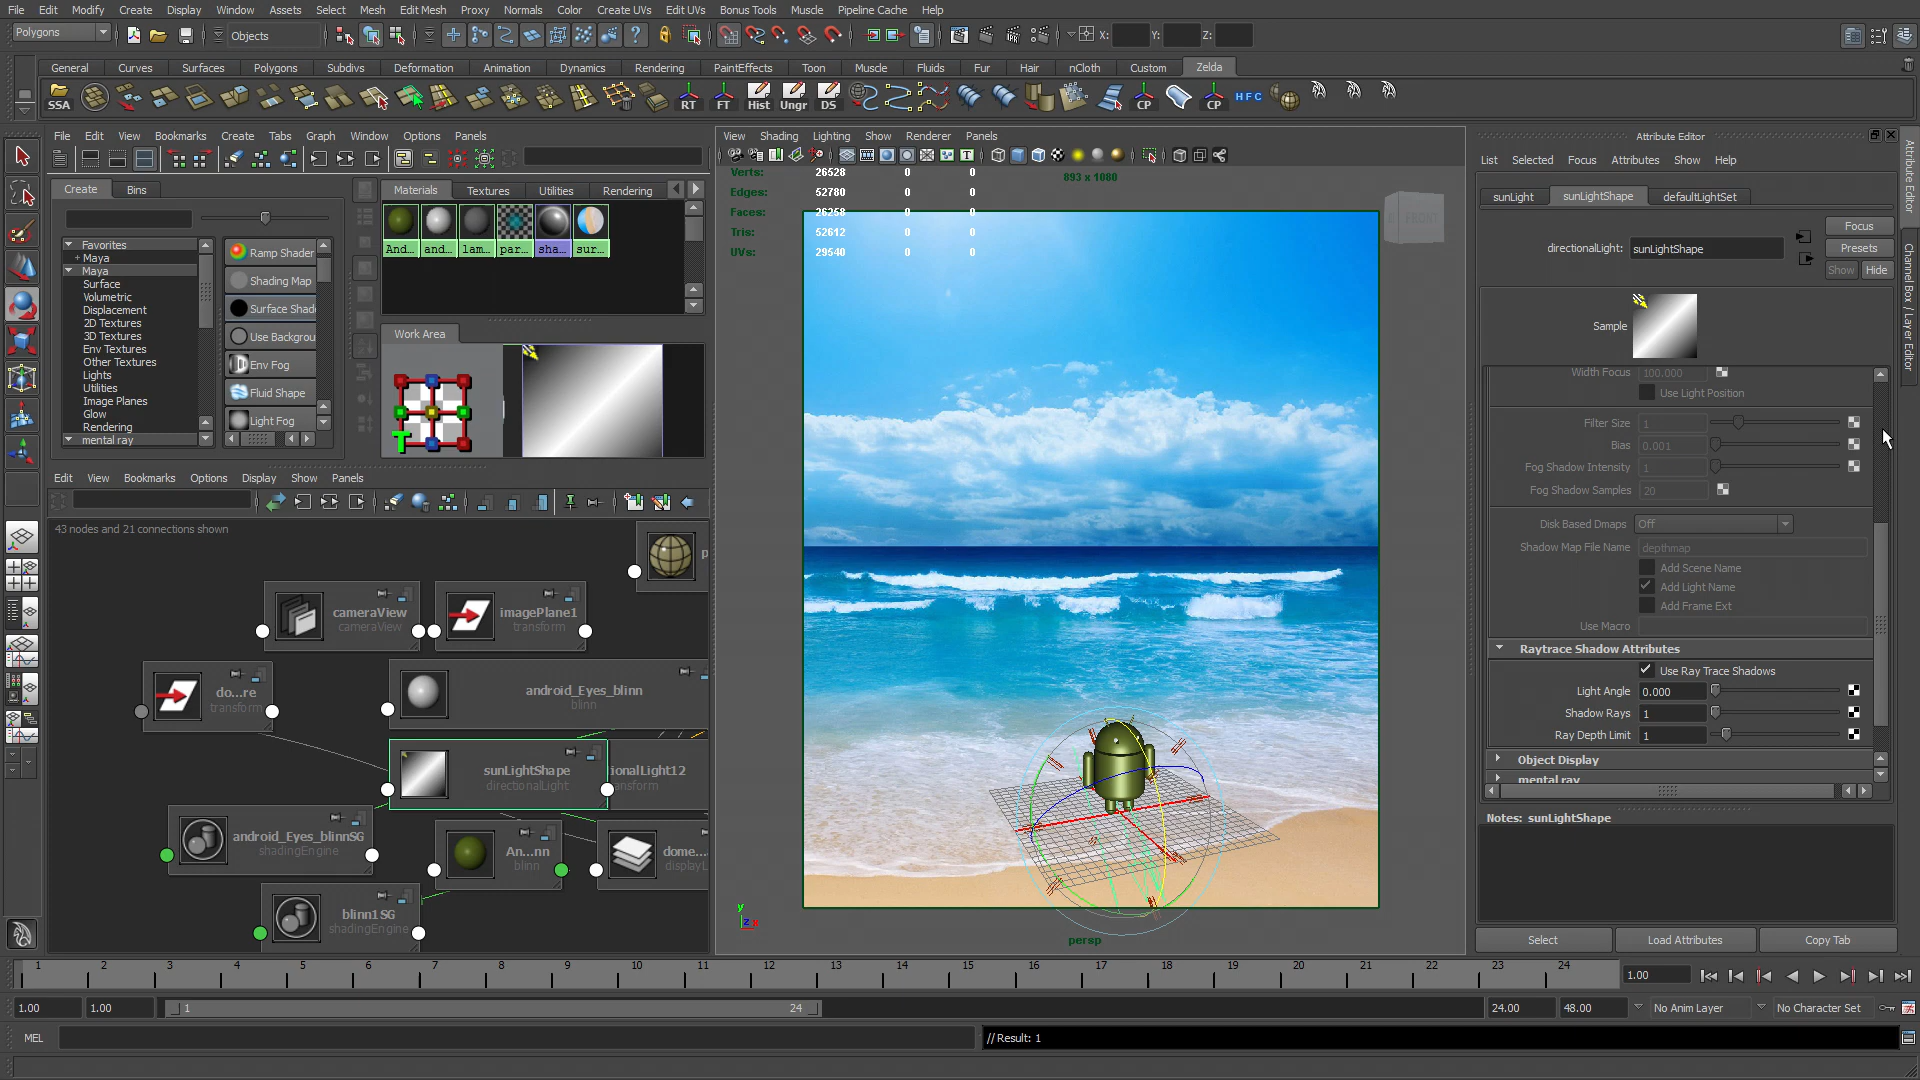 File Edit Modify Create Display Window Assets Select Mesh Edit Mesh Proxy Normals Color Create UVs Edit UVs Bonus Tools Muscle Pipeline Cache Help
Polygons Objects X: Y: Z:
General Curves Surfaces Polygons Subdivs Deformation Animation Dynamics Rendering PaintEffects Toon Muscle Fluids Fur Hair nCloth Custom Zelda
SSA RT FT Hist Ungr DS CP CP HFC
File Edit View Bookmarks Create Tabs Graph Window Options Panels
Create Bins
Favorites
+ Maya
Maya
Surface
Volumetric
Displacement
2D Textures
3D Textures
Env Textures
Other Textures
Lights
Utilities
Image Planes
Glow
Rendering
mental ray
Ramp Shader
Shading Map
Surface Shade
Use Backgrou
Env Fog
Fluid Shape
Light Fog
Materials Textures Utilities Rendering
And... and... lam... par... sha... sur...
Work Area
T
Edit View Bookmarks Options Display Show Panels
43 nodes and 21 connections shown
p
cameraView
cameraView
imagePlane1
transform
do...re
transform
android_Eyes_blinn
blinn
sunLightShape
directionalLight
ionalLight12
ansform
android_Eyes_blinnSG
shadingEngine
An...nn
blinn
dome...
displayL
blinn1SG
shadingEngine
View Shading Lighting Show Renderer Panels
Verts: 26528 0 0
Edges: 52780 0 0
Faces: 26258 0 0
Tris: 52612 0 0
UVs: 29540 0 0
893 x 1080
FRONT
y
z x
persp
Attribute Editor
List Selected Focus Attributes Show Help
sunLight sunLightShape defaultLightSet
directionalLight: sunLightShape
Focus
Presets
Show Hide
Sample
Width Focus 100.000
Use Light Position
Filter Size 1
Bias 0.001
Fog Shadow Intensity 1
Fog Shadow Samples 20
Disk Based Dmaps Off
Shadow Map File Name depthmap
Add Scene Name
Add Light Name
Add Frame Ext
Use Macro
Raytrace Shadow Attributes
Use Ray Trace Shadows
Light Angle 0.000
Shadow Rays 1
Ray Depth Limit 1
Object Display
mental ray
Notes: sunLightShape
Select Load Attributes Copy Tab
Attribute Editor
Channel Box / Layer Editor
1 2 3 4 5 6 7 8 9 10 11 12 13 14 15 16 17 18 19 20 21 22 23 24 1.00
1.00 1.00 1 24 24.00 48.00 No Anim Layer No Character Set
MEL // Result: 1